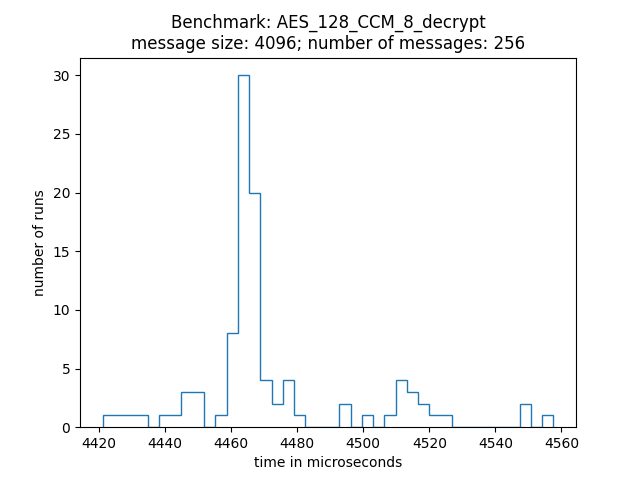 Benchmark: AES_128_CCM_8_decrypt
message size: 4096; number of messages: 256
30
25
20
15
10
5
0
number of runs
4420 4440 4460 4480 4500 4520 4540 4560
time in microseconds